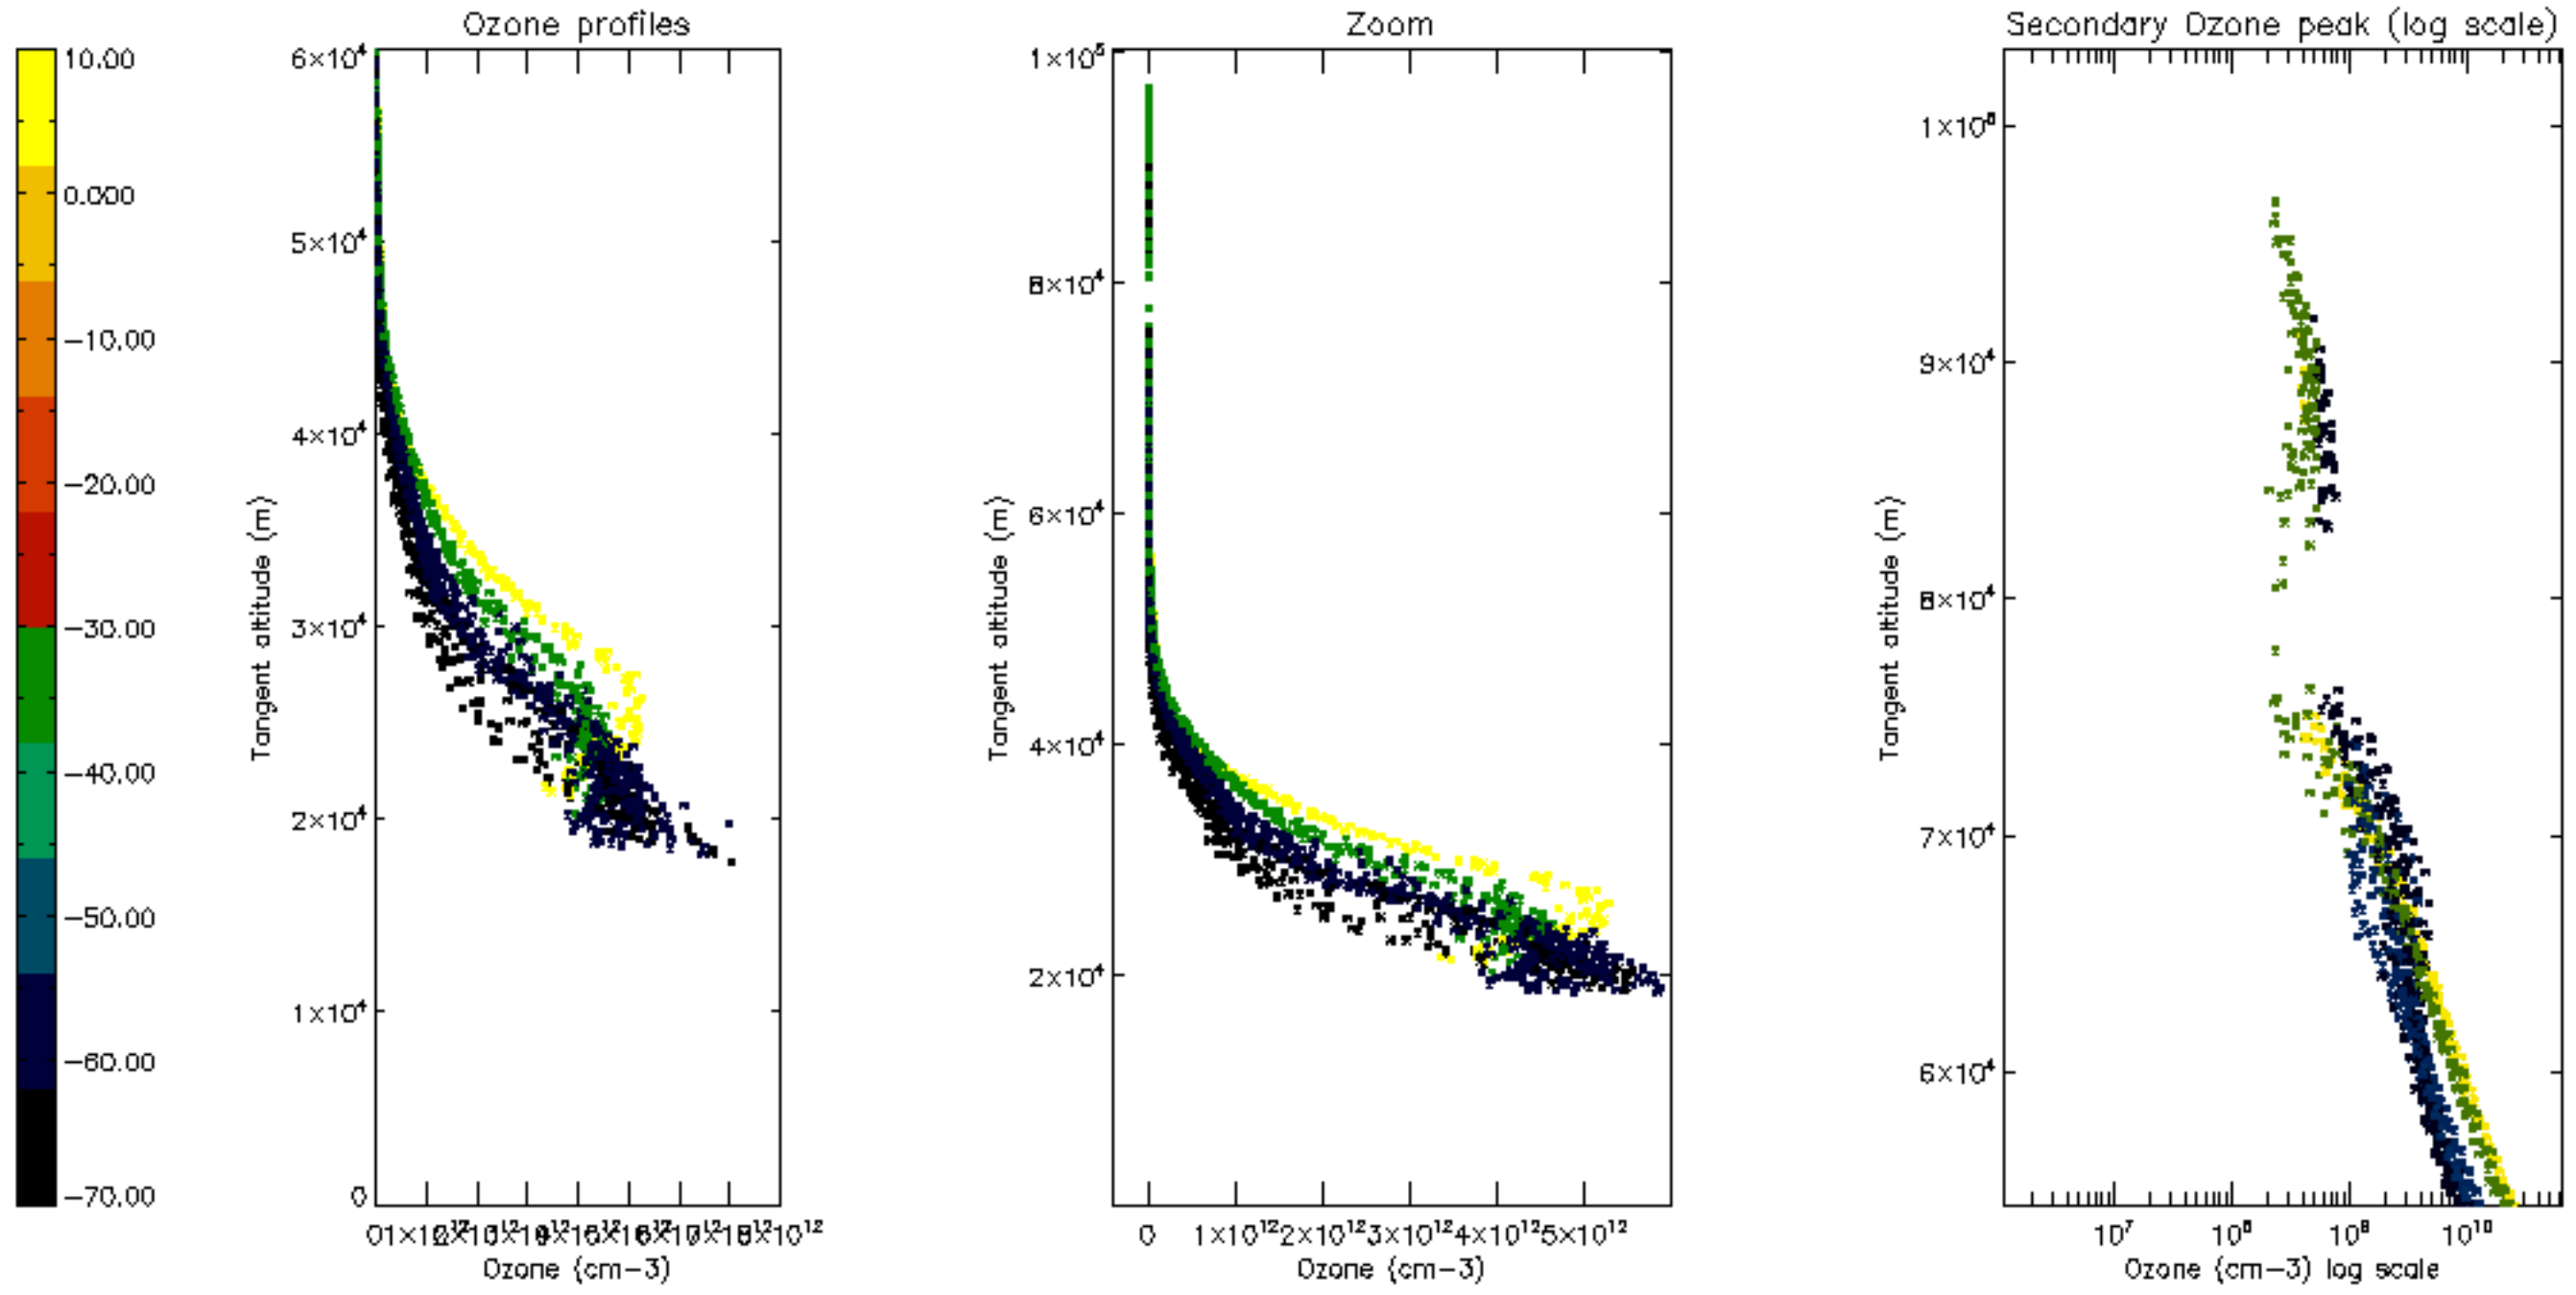 Ozone profiles
Zoom
Secondary Ozone peak (log scale)
10.00
0.00
−10.00
−20.00
−30.00
−40.00
−50.00
−60.00
−70.00
Tangent altitude (m)
6×10⁴
5×10⁴
4×10⁴
3×10⁴
2×10⁴
1×10⁴
0
Ozone (cm−3)
Tangent altitude (m)
1×10⁵
8×10⁴
6×10⁴
4×10⁴
2×10⁴
0 1×10¹² 2×10¹² 3×10¹² 4×10¹² 5×10¹²
Ozone (cm−3)
Tangent altitude (m)
1×10⁵
9×10⁴
8×10⁴
7×10⁴
6×10⁴
10⁷ 10⁸ 10⁹ 10¹⁰
Ozone (cm−3) log scale